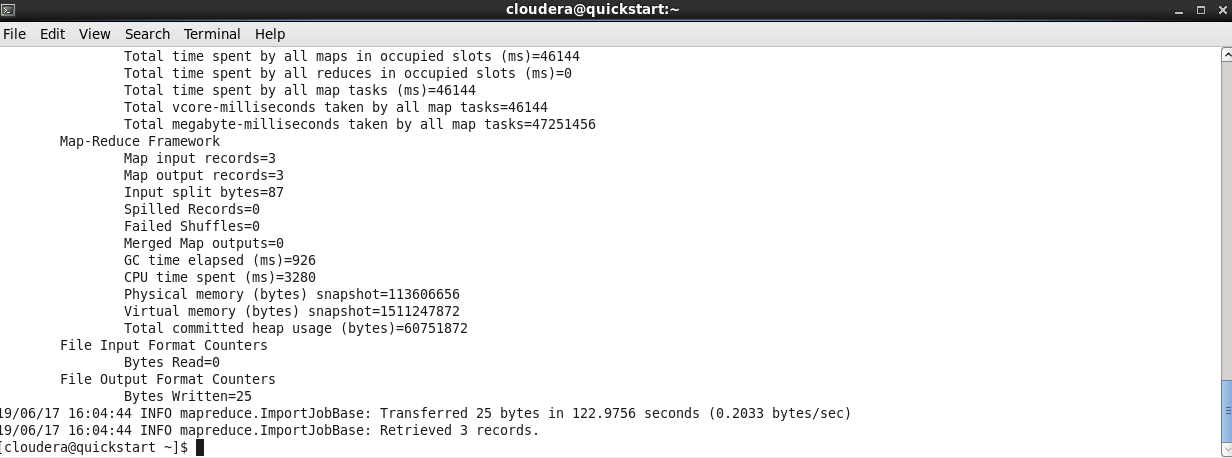 cloudera@quickstart:~
File Edit View Search Terminal Help
Total time spent by all maps in occupied slots (ms)=46144
Total time spent by all reduces in occupied slots (ms)=0
Total time spent by all map tasks (ms)=46144
Total vcore-milliseconds taken by all map tasks=46144
Total megabyte-milliseconds taken by all map tasks=47251456
Map-Reduce Framework
Map input records=3
Map output records=3
Input split bytes=87
Spilled Records=0
Failed Shuffles=0
Merged Map outputs=0
GC time elapsed (ms)=926
CPU time spent (ms)=3280
Physical memory (bytes) snapshot=113606656
Virtual memory (bytes) snapshot=1511247872
Total committed heap usage (bytes)=60751872
File Input Format Counters
Bytes Read=0
File Output Format Counters
Bytes Written=25
19/06/17 16:04:44 INFO mapreduce.ImportJobBase: Transferred 25 bytes in 122.9756 seconds (0.2033 bytes/sec)
19/06/17 16:04:44 INFO mapreduce.ImportJobBase: Retrieved 3 records.
[cloudera@quickstart ~]$